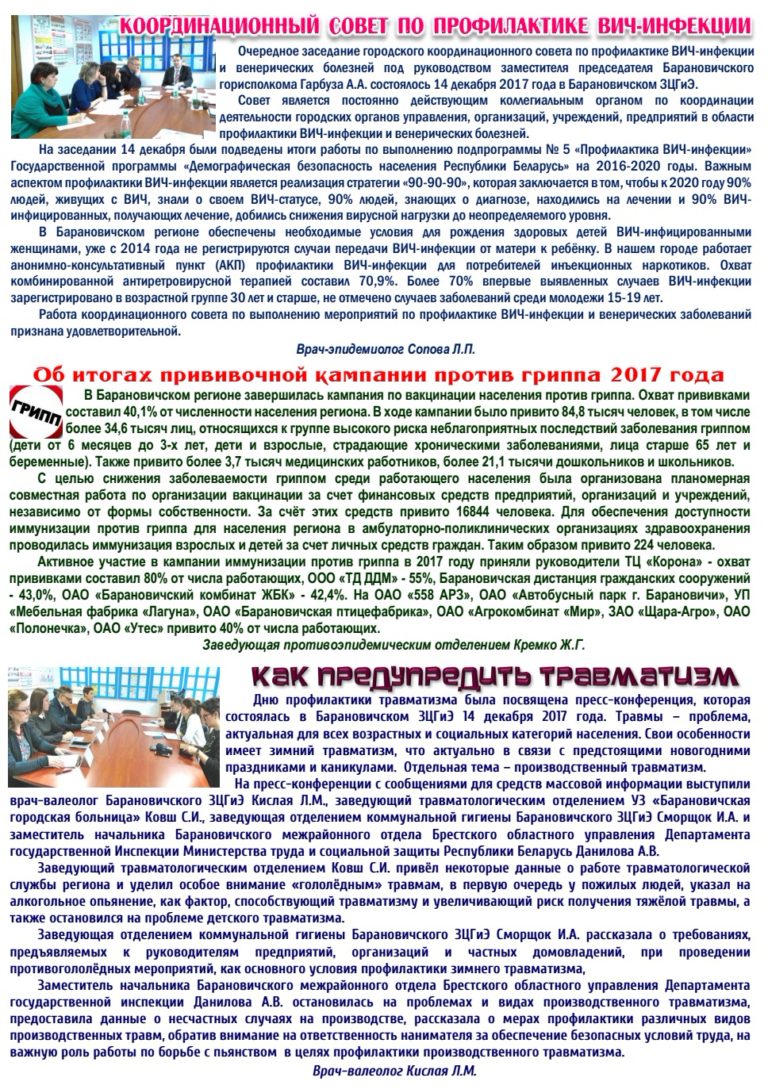 КООРДИНАЦИОННЫЙ СОВЕТ ПО ПРОФИЛАКТИКЕ ВИЧ-ИНФЕКЦИИ
Очередное заседание городского координационного совета по профилактике ВИЧ-инфекции
и венерических болезней под руководством заместителя председателя Барановичского
горисполкома Гарбуза А.А. состоялось 14 декабря 2017 года в Барановичском ЗЦГиЭ.
Совет является постоянно действующим коллегиальным органом по координации
деятельности городских органов управления, организаций, учреждений, предприятий в области
профилактики ВИЧ-инфекции и венерических болезней.
На заседании 14 декабря были подведены итоги работы по выполнению подпрограммы № 5 «Профилактика ВИЧ-инфекции»
Государственной программы «Демографическая безопасность населения Республики Беларусь» на 2016-2020 годы. Важным
аспектом профилактики ВИЧ-инфекции является реализация стратегии «90-90-90», которая заключается в том, чтобы к 2020 году 90%
людей, живущих с ВИЧ, знали о своем ВИЧ-статусе, 90% людей, знающих о диагнозе, находились на лечении и 90% ВИЧ-
инфицированных, получающих лечение, добились снижения вирусной нагрузки до неопределяемого уровня.
В Барановичском регионе обеспечены необходимые условия для рождения здоровых детей ВИЧ-инфицированными
женщинами, уже с 2014 года не регистрируются случаи передачи ВИЧ-инфекции от матери к ребёнку. В нашем городе работает
анонимно-консультативный пункт (АКП) профилактики ВИЧ-инфекции для потребителей инъекционных наркотиков. Охват
комбинированной антиретровирусной терапией составил 70,9%. Более 70% впервые выявленных случаев ВИЧ-инфекции
зарегистрировано в возрастной группе 30 лет и старше, не отмечено случаев заболеваний среди молодежи 15-19 лет.
Работа координационного совета по выполнению мероприятий по профилактике ВИЧ-инфекции и венерических заболеваний
признана удовлетворительной.
Врач-эпидемиолог Сопова Л.П.
Об итогах прививочной кампании против гриппа 2017 года
ГРИПП
В Барановичском регионе завершилась кампания по вакцинации населения против гриппа. Охват прививками
составил 40,1% от численности населения региона. В ходе кампании было привито 84,8 тысяч человек, в том числе
более 34,6 тысяч лиц, относящихся к группе высокого риска неблагоприятных последствий заболевания гриппом
(дети от 6 месяцев до 3-х лет, дети и взрослые, страдающие хроническими заболеваниями, лица старше 65 лет и
беременные). Также привито более 3,7 тысяч медицинских работников, более 21,1 тысячи дошкольников и школьников.
С целью снижения заболеваемости гриппом среди работающего населения была организована планомерная
совместная работа по организации вакцинации за счет финансовых средств предприятий, организаций и учреждений,
независимо от формы собственности. За счёт этих средств привито 16844 человека. Для обеспечения доступности
иммунизации против гриппа для населения региона в амбулаторно-поликлинических организациях здравоохранения
проводилась иммунизация взрослых и детей за счет личных средств граждан. Таким образом привито 224 человека.
Активное участие в кампании иммунизации против гриппа в 2017 году приняли руководители ТЦ «Корона» - охват
прививками составил 80% от числа работающих, ООО «ТД ДДМ» - 55%, Барановичская дистанция гражданских сооружений
- 43,0%, ОАО «Барановичский комбинат ЖБК» - 42,4%. На ОАО «558 АРЗ», ОАО «Автобусный парк г. Барановичи», УП
«Мебельная фабрика «Лагуна», ОАО «Барановичская птицефабрика», ОАО «Агрокомбинат «Мир», ЗАО «Щара-Агро», ОАО
«Полонечка», ОАО «Утес» привито 40% от числа работающих.
Заведующая противоэпидемическим отделением Кремко Ж.Г.
КАК ПРЕДУПРЕДИТЬ ТРАВМАТИЗМ
Дню профилактики травматизма была посвящена пресс-конференция, которая
состоялась в Барановичском ЗЦГиЭ 14 декабря 2017 года. Травмы – проблема,
актуальная для всех возрастных и социальных категорий населения. Свои особенности
имеет зимний травматизм, что актуально в связи с предстоящими новогодними
праздниками и каникулами. Отдельная тема – производственный травматизм.
На пресс-конференции с сообщениями для средств массовой информации выступили
врач-валеолог Барановичского ЗЦГиЭ Кислая Л.М., заведующий травматологическим отделением УЗ «Барановичская
городская больница» Ковш С.И., заведующая отделением коммунальной гигиены Барановичского ЗЦГиЭ Сморщок И.А. и
заместитель начальника Барановичского межрайонного отдела Брестского областного управления Департамента
государственной Инспекции Министерства труда и социальной защиты Республики Беларусь Данилова А.В.
Заведующий травматологическим отделением Ковш С.И. привёл некоторые данные о работе травматологической
службы региона и уделил особое внимание «гололёдным» травмам, в первую очередь у пожилых людей, указал на
алкогольное опьянение, как фактор, способствующий травматизму и увеличивающий риск получения тяжёлой травмы, а
также остановился на проблеме детского травматизма.
Заведующая отделением коммунальной гигиены Барановичского ЗЦГиЭ Сморщок И.А. рассказала о требованиях,
предъявляемых к руководителям предприятий, организаций и частных домовладений, при проведении
противогололёдных мероприятий, как основного условия профилактики зимнего травматизма,
Заместитель начальника Барановичского межрайонного отдела Брестского областного управления Департамента
государственной инспекции Данилова А.В. остановилась на проблемах и видах производственного травматизма,
предоставила данные о несчастных случаях на производстве, рассказала о мерах профилактики различных видов
производственных травм, обратив внимание на ответственность нанимателя за обеспечение безопасных условий труда, на
важную роль работы по борьбе с пьянством в целях профилактики производственного травматизма.
Врач-валеолог Кислая Л.М.